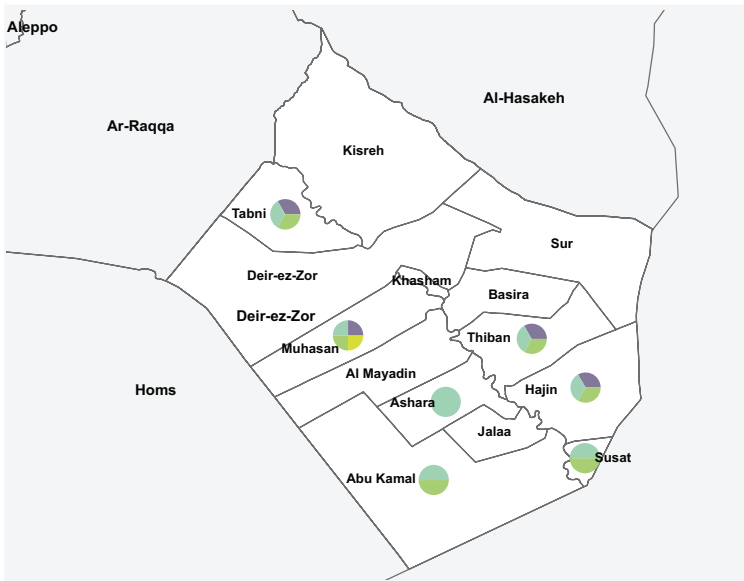 Aleppo
Al-Hasakeh
Ar-Raqqa
Kisreh
Tabni
Sur
Deir-ez-Zor
Khasham
Basira
Deir-ez-Zor
Thiban
Muhasan
Al Mayadin
Homs
Hajin
Ashara
Jalaa
Susat
Abu Kamal